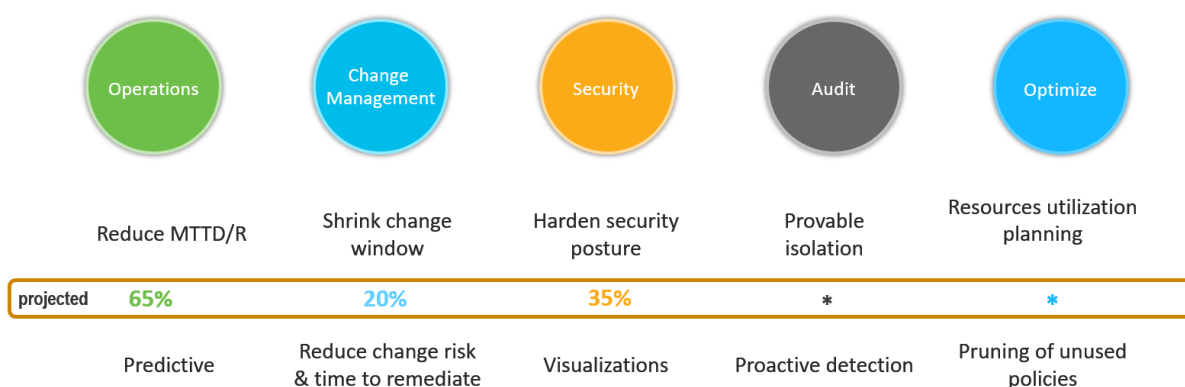 Operations
Change
Management
Security
Audit
Optimize
Reduce MTTD/R
Shrink change
window
Harden security
posture
Provable
isolation
Resources utilization
planning
projected 65% 20% 35% * *
Predictive
Reduce change risk
& time to remediate
Visualizations
Proactive detection
Pruning of unused
policies